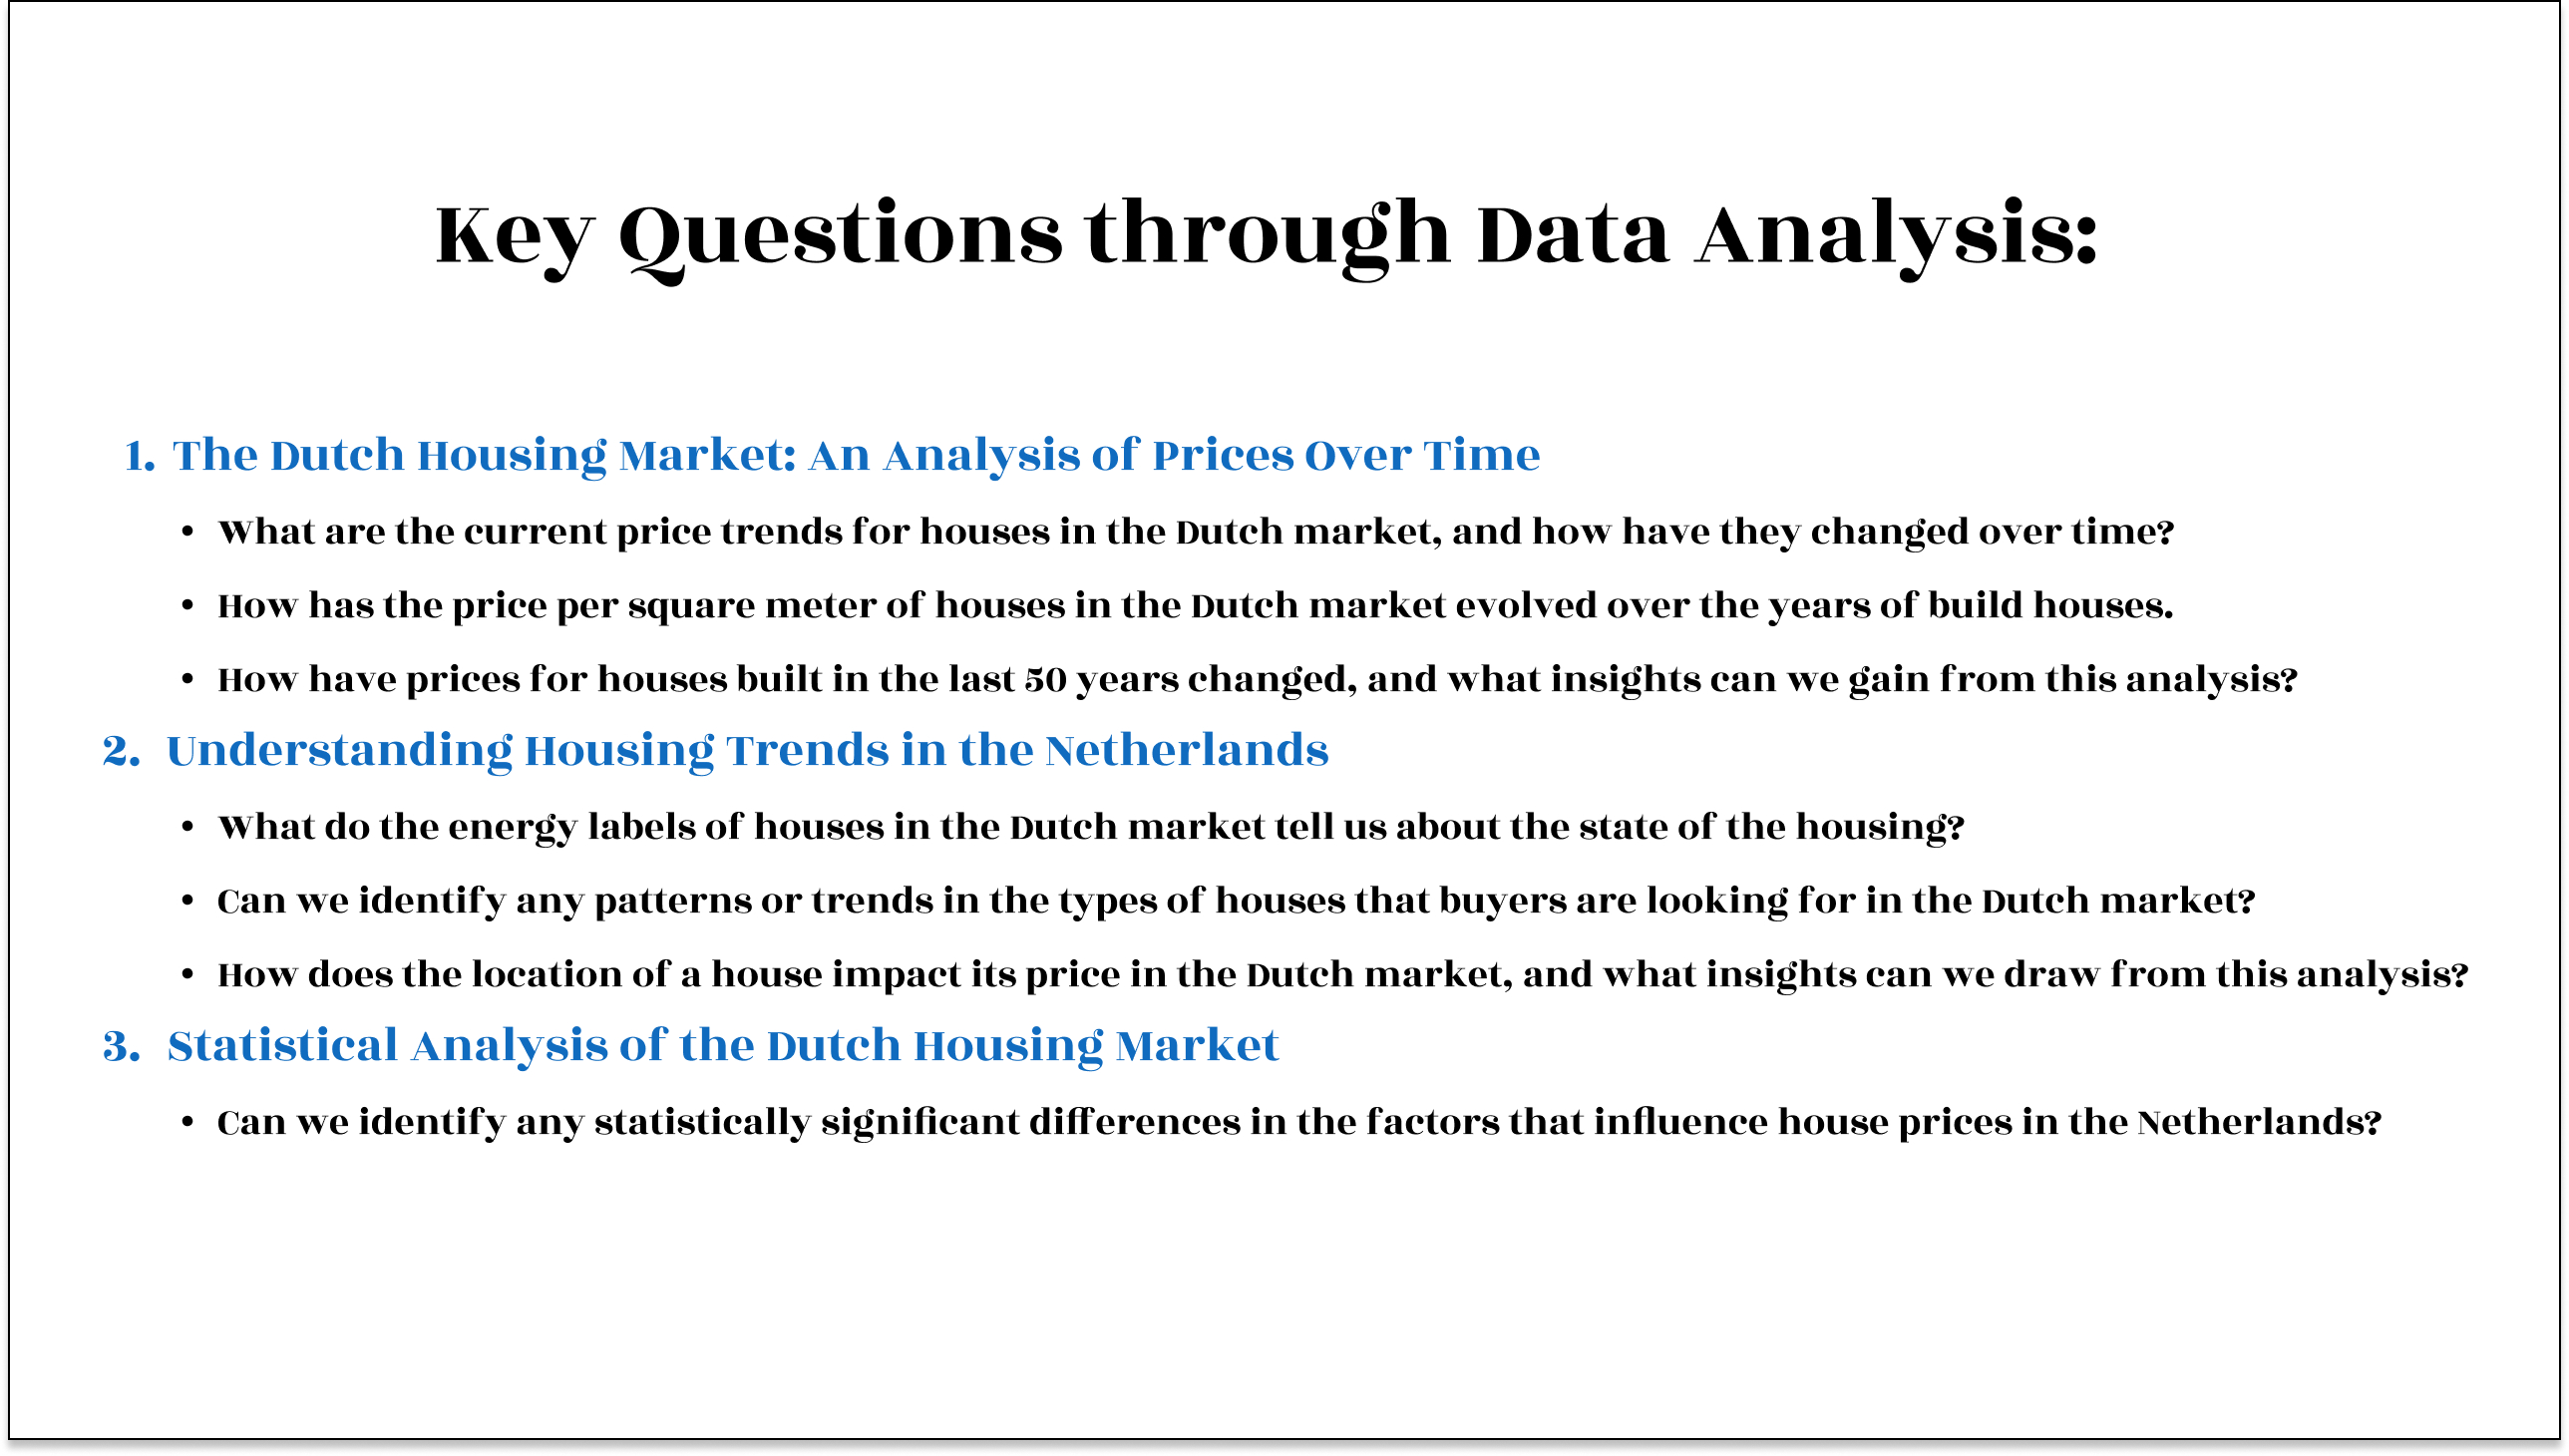 Key Questions through Data Analysis:
1. The Dutch Housing Market: An Analysis of Prices Over Time
• What are the current price trends for houses in the Dutch market, and how have they changed over time?
• How has the price per square meter of houses in the Dutch market evolved over the years of build houses.
• How have prices for houses built in the last 50 years changed, and what insights can we gain from this analysis?
2. Understanding Housing Trends in the Netherlands
• What do the energy labels of houses in the Dutch market tell us about the state of the housing?
• Can we identify any patterns or trends in the types of houses that buyers are looking for in the Dutch market?
• How does the location of a house impact its price in the Dutch market, and what insights can we draw from this analysis?
3. Statistical Analysis of the Dutch Housing Market
• Can we identify any statistically significant differences in the factors that influence house prices in the Netherlands?